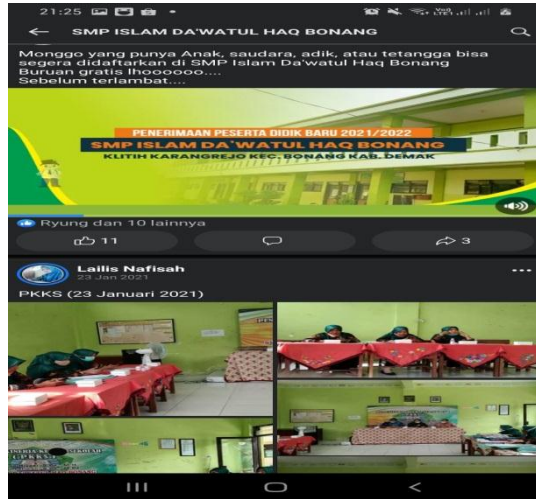 21:25
SMP ISLAM DA'WATUL HAQ BONANG
Monggo yang punya Anak, saudara, adik, atau tetangga bisa
segera didaftarkan di SMP Islam Da'watul Haq Bonang
Buruan gratis lhoooooo....
Sebelum terlambat....
PENERIMAAN PESERTA DIDIK BARU 2021/2022
SMP ISLAM DA'WATUL HAQ BONANG
KLITIH KARANGREJO KEC. BONANG KAB. DEMAK
Ryung dan 10 lainnya
11
3
Lailis Nafisah
23 Jan 2021
PKKS (23 Januari 2021)